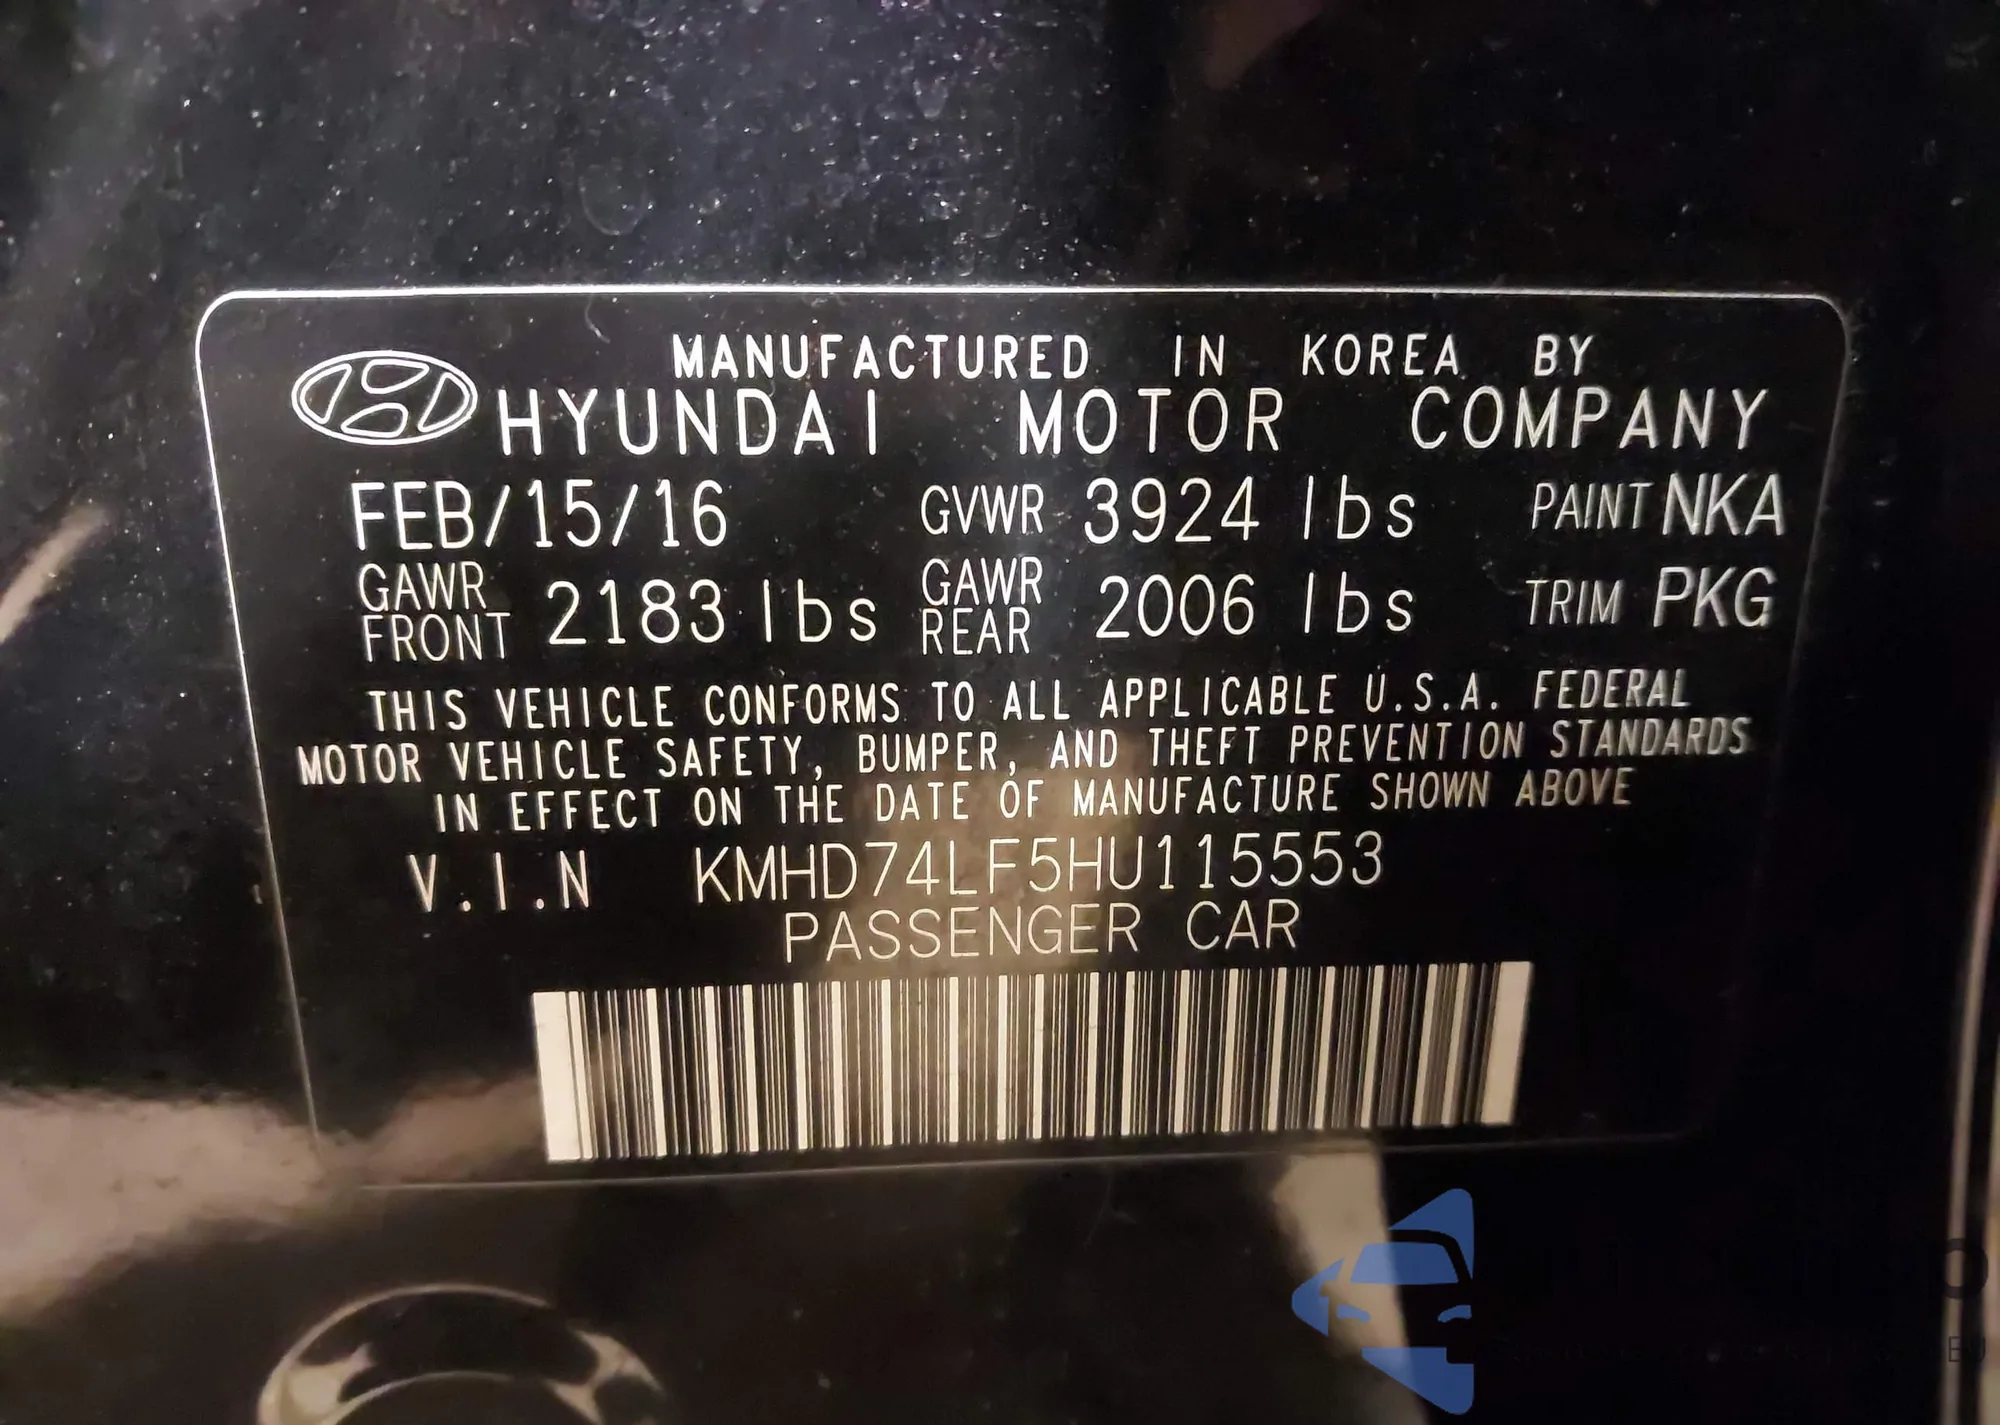 MANUFACTURED IN KOREA BY
HYUNDAI MOTOR COMPANY
FEB/15/16 GVWR 3924 lbs PAINT NKA
GAWR FRONT 2183 lbs GAWR REAR 2006 lbs TRIM PKG
THIS VEHICLE CONFORMS TO ALL APPLICABLE U.S.A. FEDERAL
MOTOR VEHICLE SAFETY, BUMPER, AND THEFT PREVENTION STANDARDS
IN EFFECT ON THE DATE OF MANUFACTURE SHOWN ABOVE
V.I.N KMHD74LF5HU115553
PASSENGER CAR